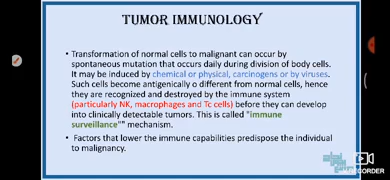 TUMOR IMMUNOLOGY
• Transformation of normal cells to malignant can occur by
spontaneous mutation that occurs daily during division of body cells.
It may be induced by chemical or physical, carcinogens or by viruses.
Such cells become antigenically o different from normal cells, hence
they are recognized and destroyed by the immune system
(particularly NK, macrophages and Tc cells) before they can develop
into clinically detectable tumors. This is called "immune
surveillance"" mechanism.
• Factors that lower the immune capabilities predispose the individual
to malignancy.